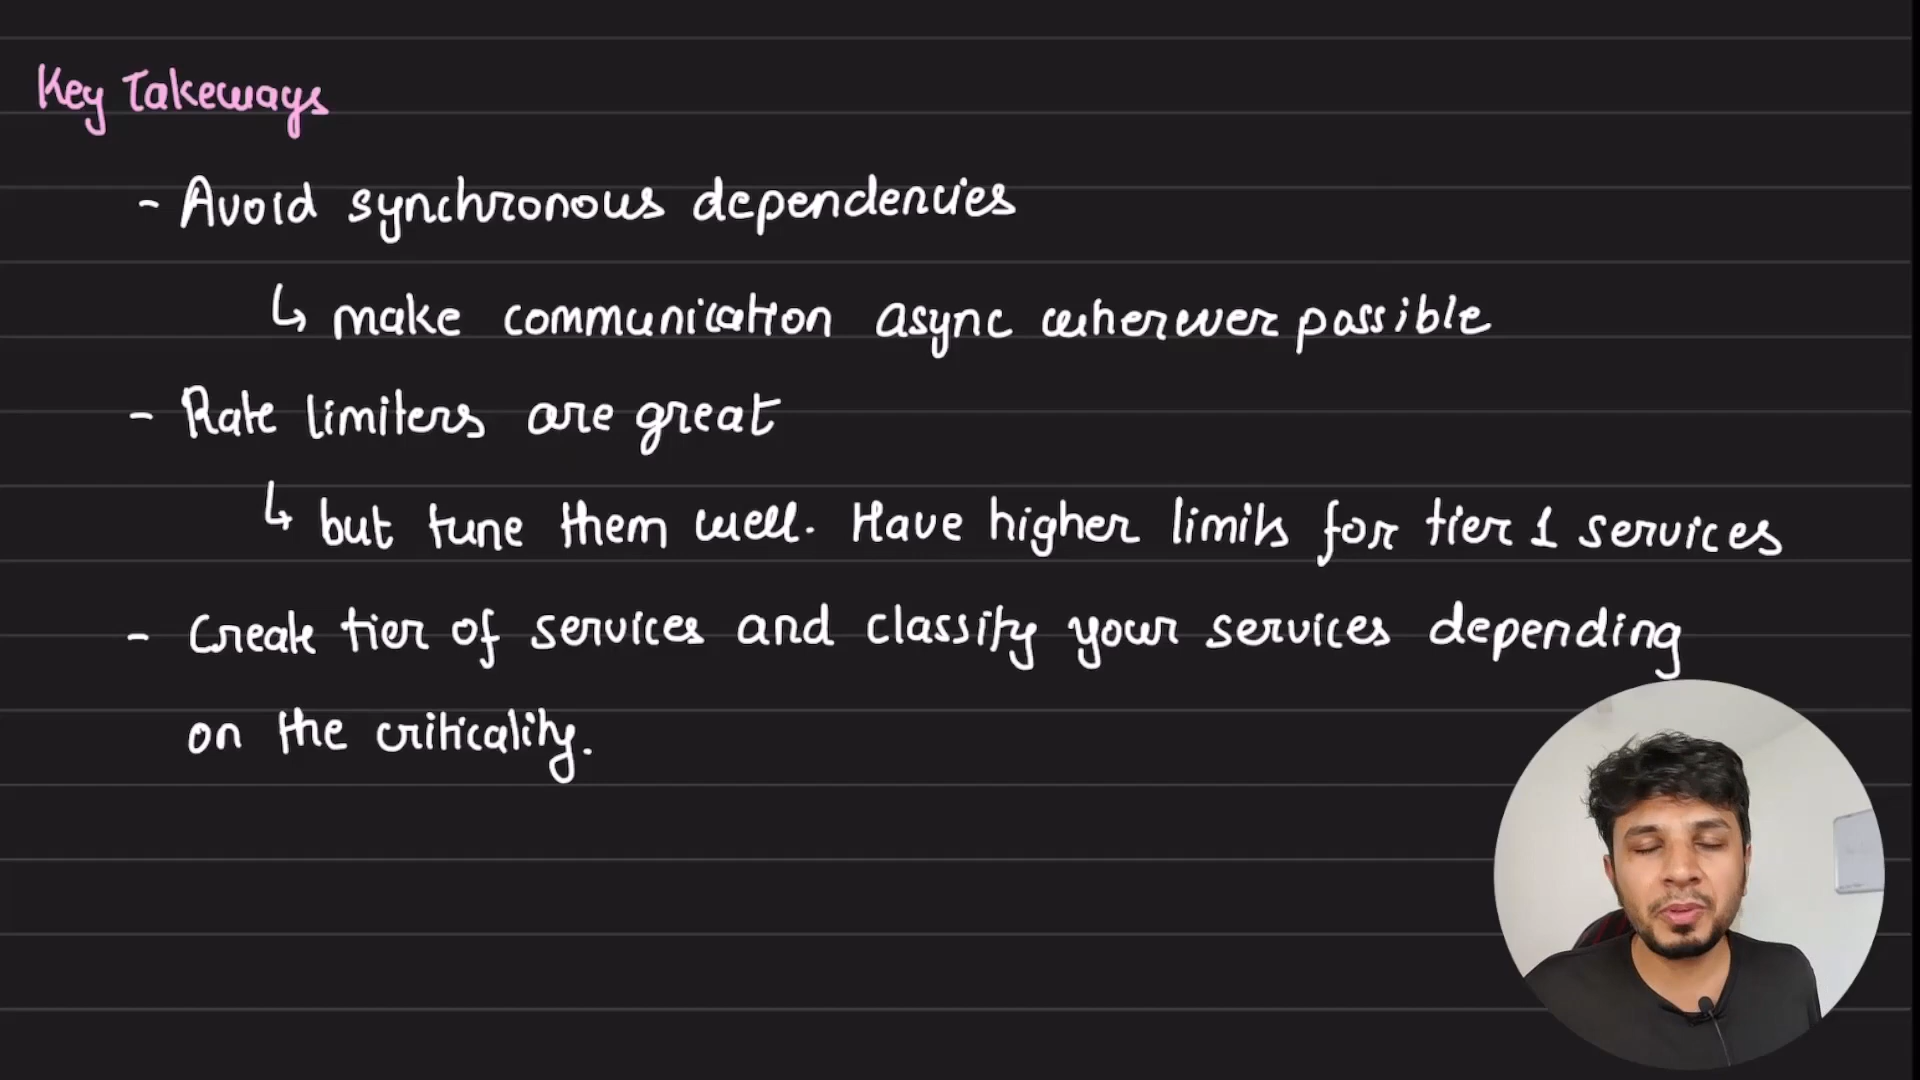 Key Takeways
- Avoid synchronous dependencies
↳ make communication async wherever possible
- Rate limiters are great
↳ but tune them well. Have higher limits for tier 1 services
- Create tier of services and classify your services depending
on the criticality.